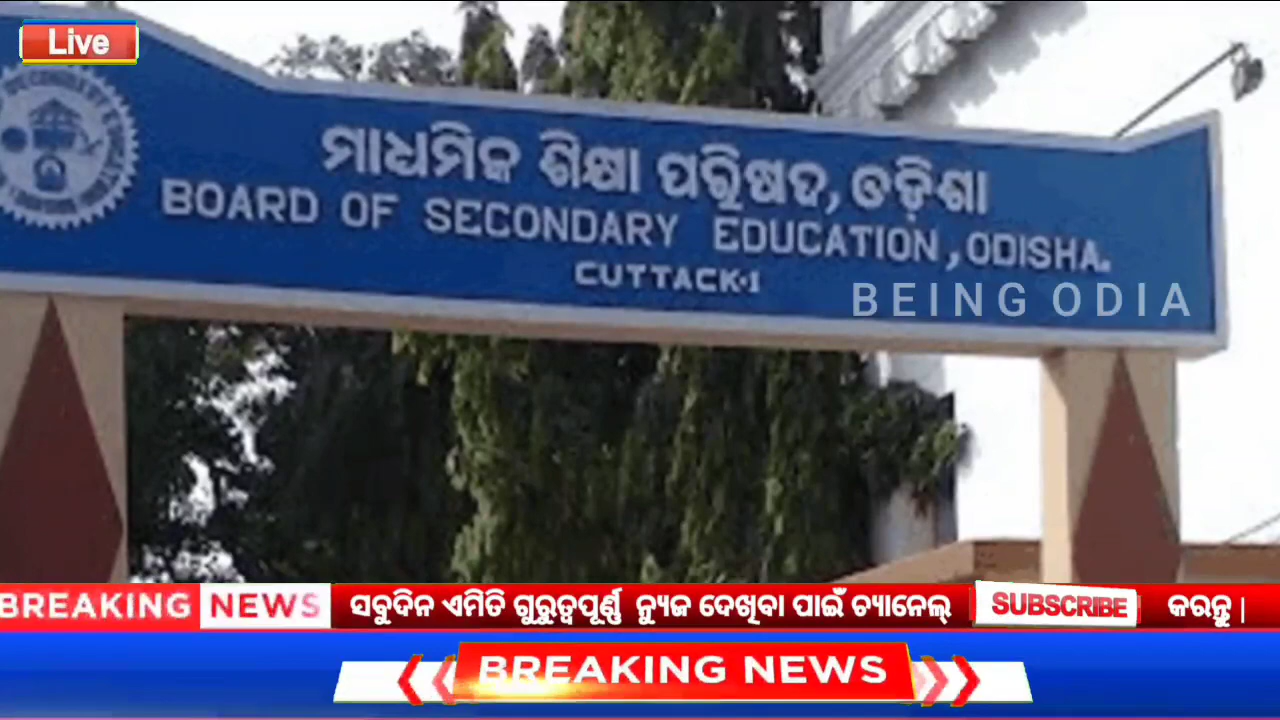 Live
ମାଧ୍ୟମିକ ଶିକ୍ଷା ପରିଷଦ, ଓଡ଼ିଶା
BOARD OF SECONDARY EDUCATION, ODISHA.
CUTTACK-1
BEING ODIA
BREAKING NEWS ସବୁଦିନ ଏମିତି ଗୁରୁତ୍ୱପୂର୍ଣ୍ଣ ନ୍ୟୁଜ ଦେଖିବା ପାଇଁ ଚ୍ୟାନେଲ୍ SUBSCRIBE କରନ୍ତୁ |
BREAKING NEWS